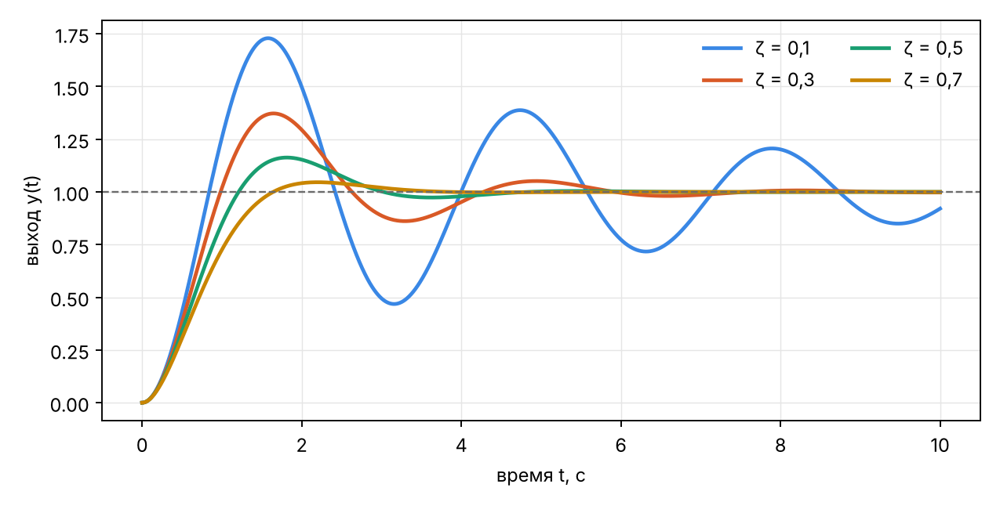 1.75
1.50
1.25
1.00
0.75
0.50
0.25
0.00
выход y(t)
ζ = 0,1
ζ = 0,3
ζ = 0,5
ζ = 0,7
0 2 4 6 8 10
время t, с